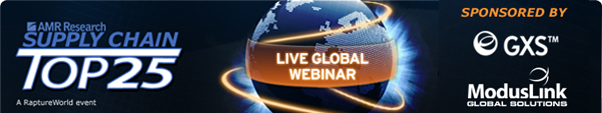 AMR Research
SUPPLY CHAIN
TOP25
A RaptureWorld event
LIVE GLOBAL
WEBINAR
SPONSORED BY
GXS™
ModusLink
GLOBAL SOLUTIONS